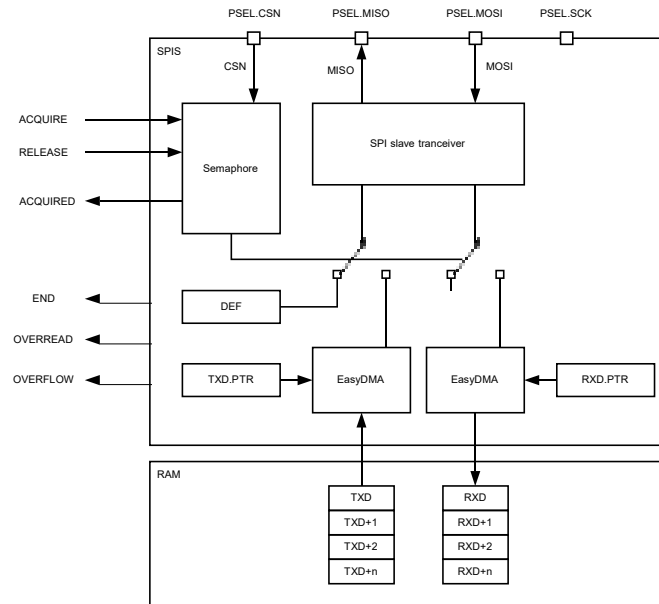 PSEL.CSN PSEL.MISO PSEL.MOSI PSEL.SCK
SPIS
CSN MISO MOSI
ACQUIRE
RELEASE
ACQUIRED
Semaphore
SPI slave tranceiver
END
OVERREAD
OVERFLOW
DEF
TXD.PTR EasyDMA EasyDMA RXD.PTR
RAM
TXD RXD
TXD+1 RXD+1
TXD+2 RXD+2
TXD+n RXD+n